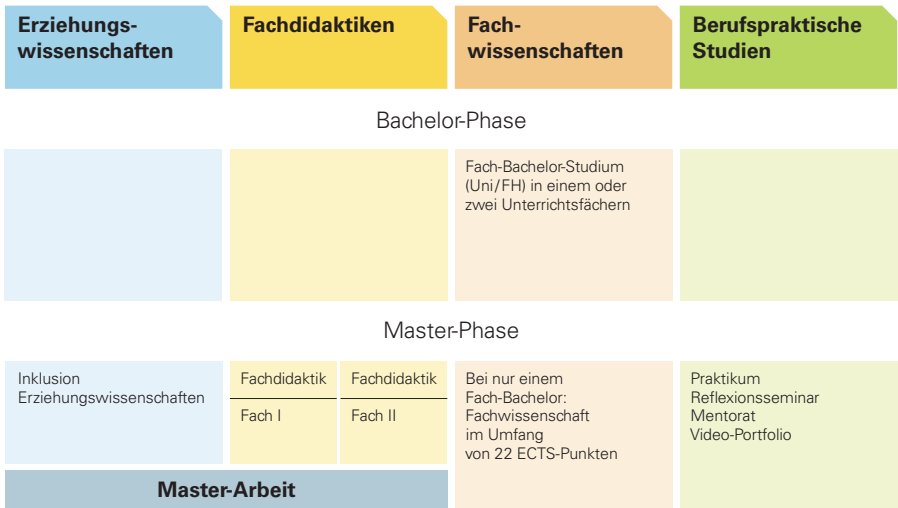 Erziehungs-
wissenschaften
Fachdidaktiken
Fach-
wissenschaften
Berufspraktische
Studien
Bachelor-Phase
Fach-Bachelor-Studium
(Uni/FH) in einem oder
zwei Unterrichtsfächern
Master-Phase
Inklusion
Erziehungswissenschaften
Fachdidaktik
Fach I
Fachdidaktik
Fach II
Bei nur einem
Fach-Bachelor:
Fachwissenschaft
im Umfang
von 22 ECTS-Punkten
Praktikum
Reflexionsseminar
Mentorat
Video-Portfolio
Master-Arbeit